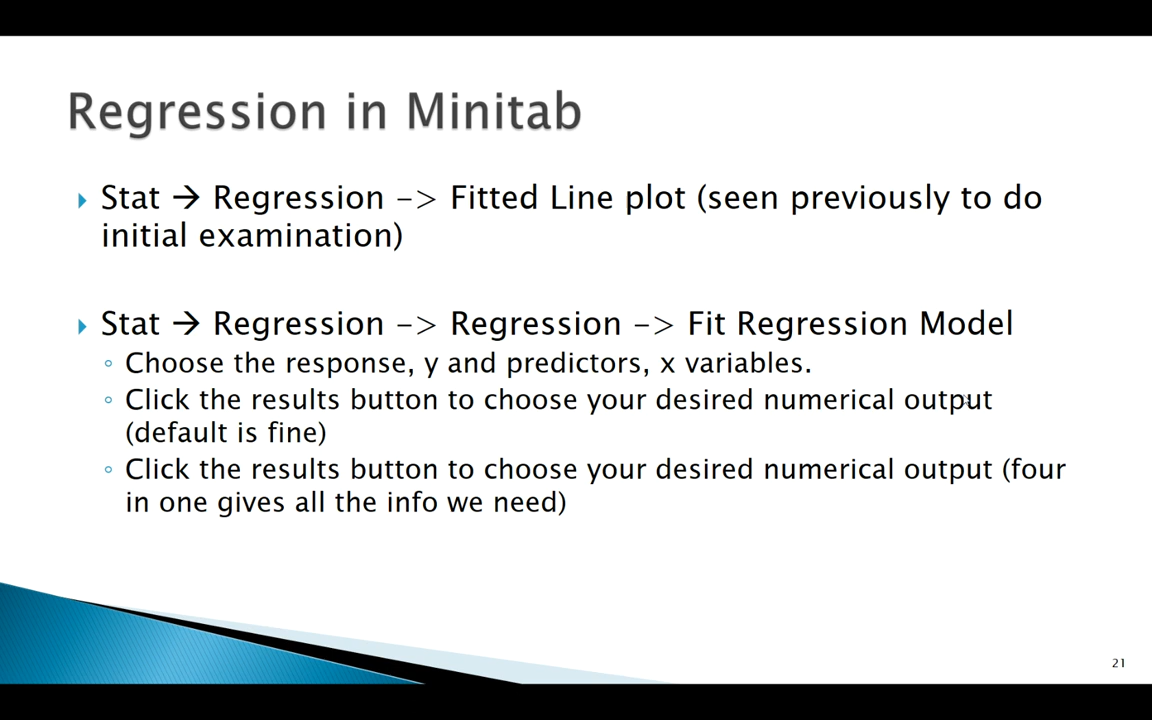 Regression in Minitab
Stat → Regression -> Fitted Line plot (seen previously to do
initial examination)
Stat → Regression -> Regression -> Fit Regression Model
Choose the response, y and predictors, x variables.
Click the results button to choose your desired numerical output
(default is fine)
Click the results button to choose your desired numerical output (four
in one gives all the info we need)
21